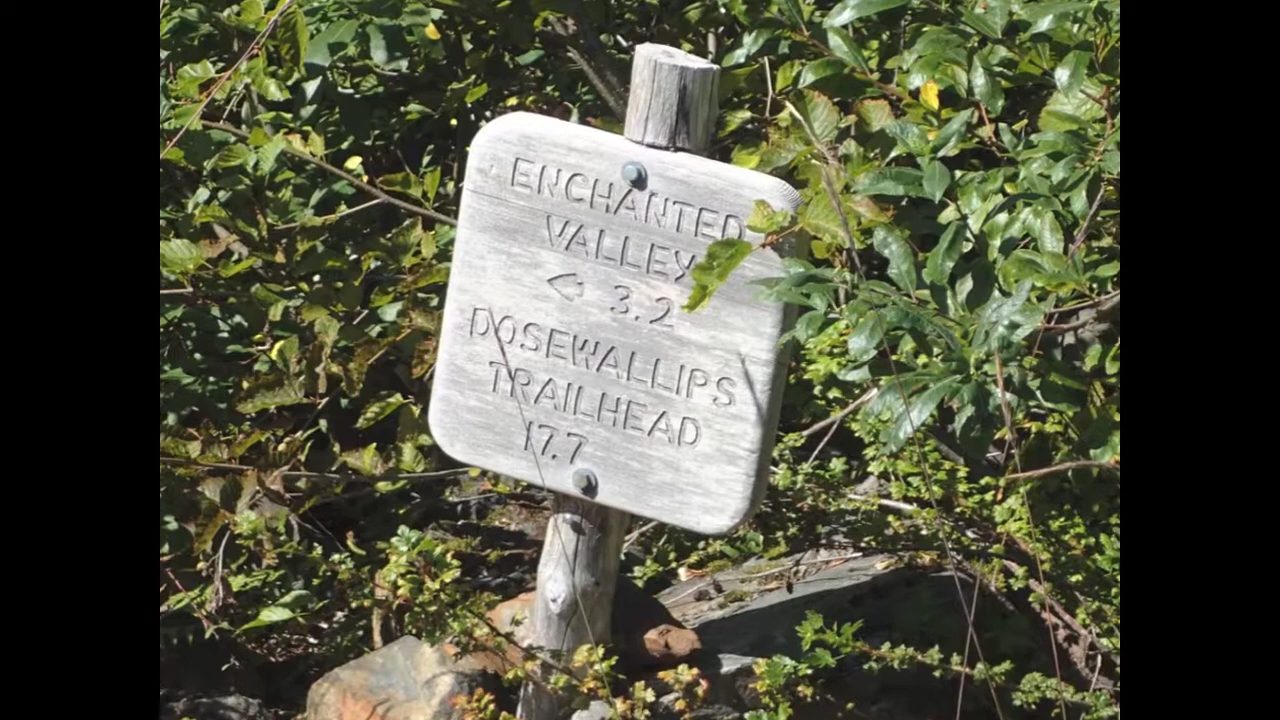 ENCHANTED
VALLEY
← 3.2
DOSEWALLIPS
TRAILHEAD
17.7